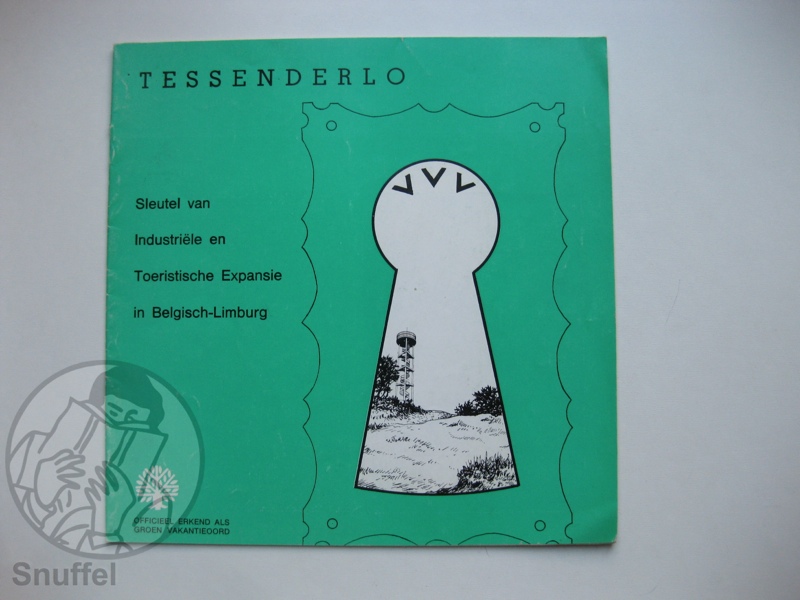 TESSENDERLO
VVV
Sleutel van
Industriële en
Toeristische Expansie
in Belgisch-Limburg
OFFICIEEL ERKEND ALS
GROEN VAKANTIEOORD
Snuffel